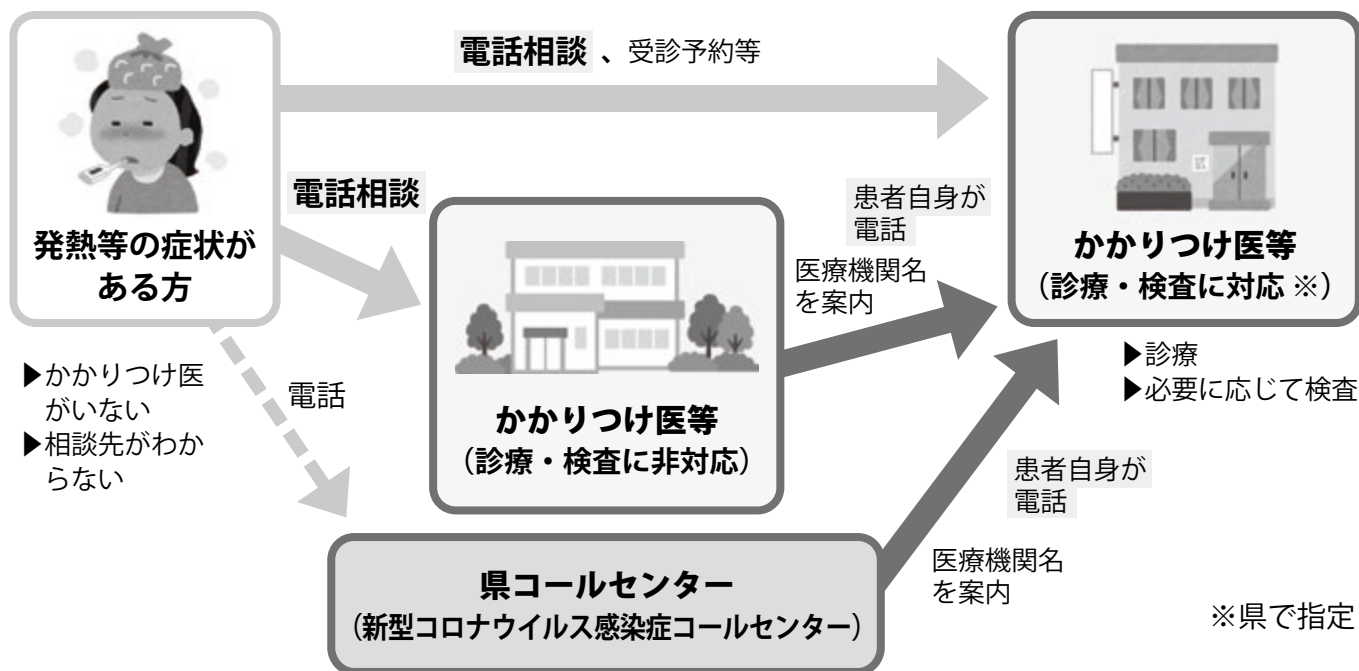 電話相談、受診予約等
発熱等の症状が
ある方
電話相談
▶かかりつけ医
がいない
▶相談先がわか
らない
電話
かかりつけ医等
（診療・検査に非対応）
患者自身が
電話
医療機関名
を案内
かかりつけ医等
（診療・検査に対応※）
▶診療
▶必要に応じて検査
県コールセンター
（新型コロナウイルス感染症コールセンター）
患者自身が
電話
医療機関名
を案内
※県で指定